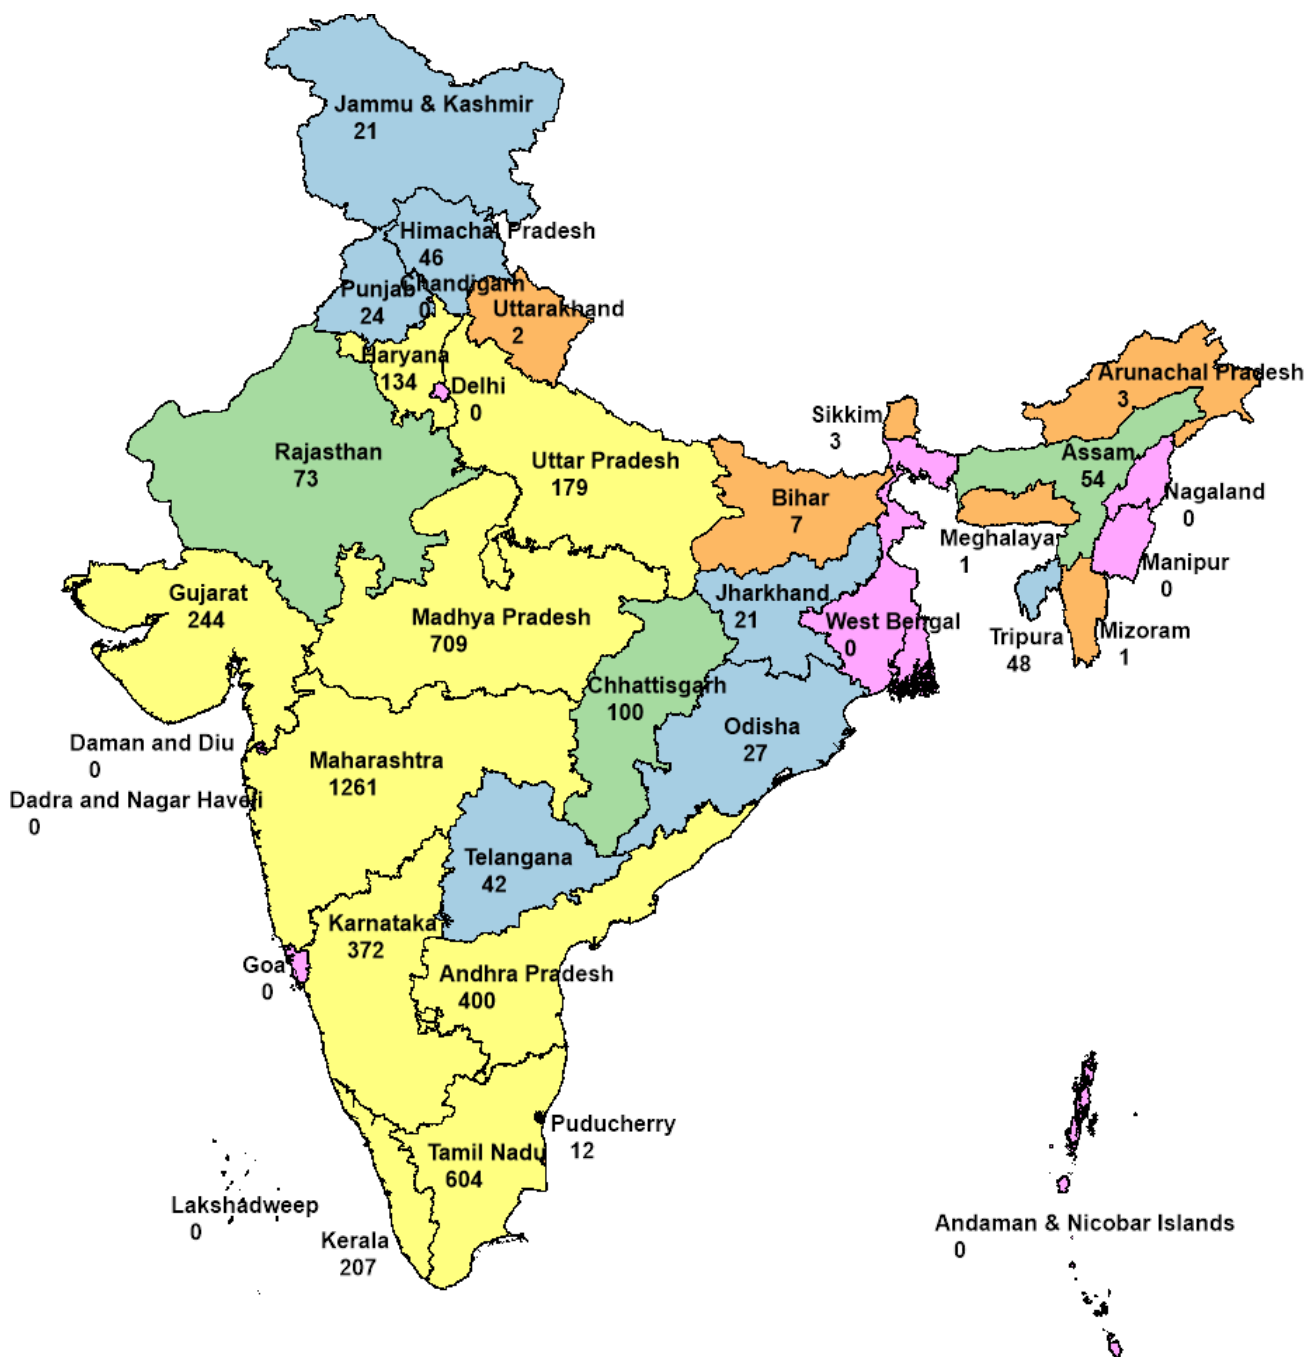 Jammu & Kashmir
21
Himachal Pradesh
46
Chandigarh
0
Punjab
24
Uttarakhand
2
Haryana
134
Delhi
0
Arunachal Pradesh
3
Sikkim
3
Rajasthan
73
Uttar Pradesh
179
Assam
54
Bihar
7
Nagaland
0
Meghalaya
1
Manipur
0
Gujarat
244
Madhya Pradesh
709
Jharkhand
21
West Bengal
0
Tripura
48
Mizoram
1
Chhattisgarh
100
Odisha
27
Daman and Diu
0
Maharashtra
1261
Dadra and Nagar Haveli
0
Telangana
42
Karnataka
372
Goa
0
Andhra Pradesh
400
Puducherry
12
Tamil Nadu
604
Lakshadweep
0
Kerala
207
Andaman & Nicobar Islands
0